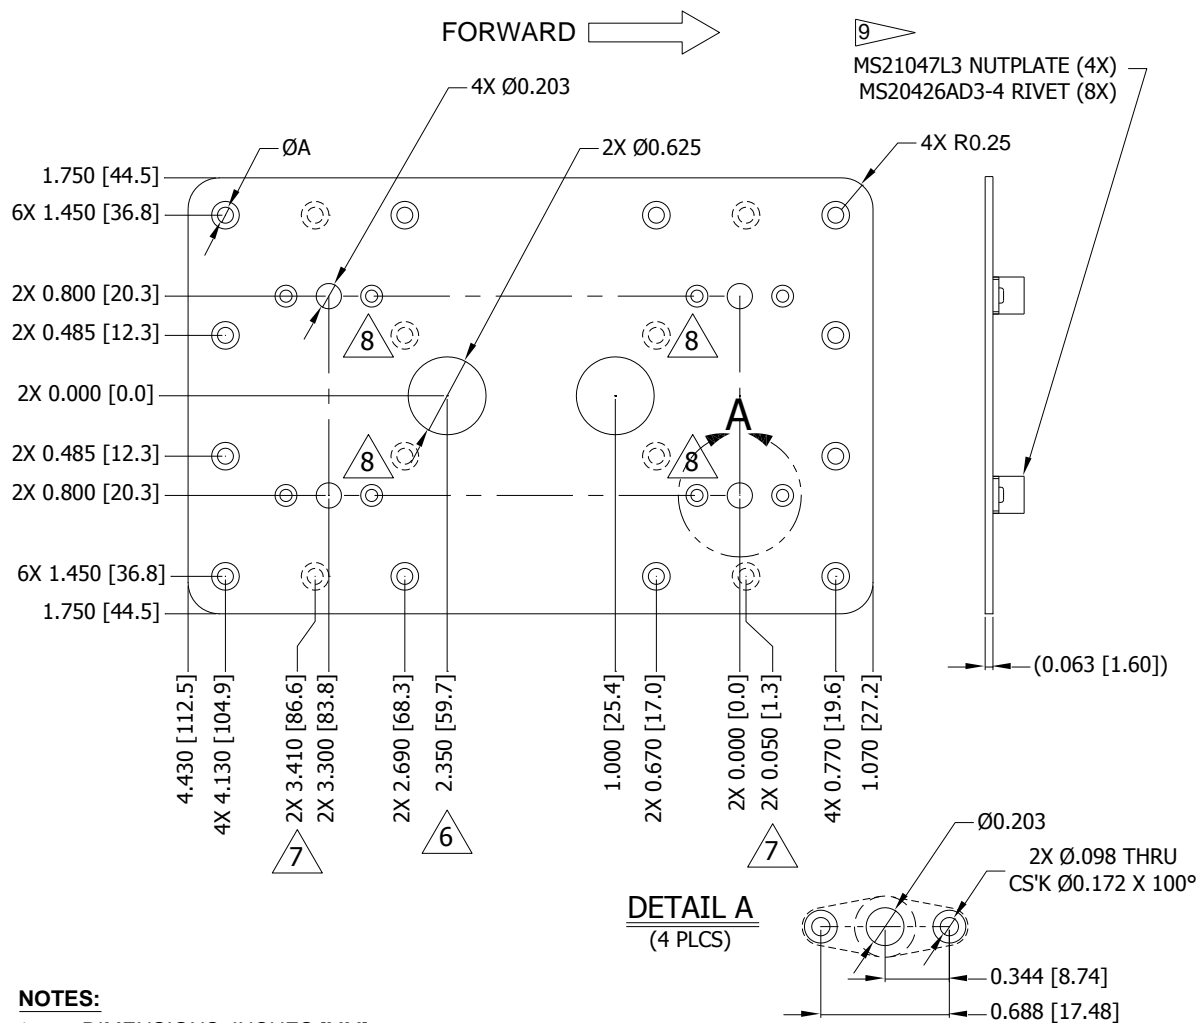 FORWARD
9
MS21047L3 NUTPLATE (4X)
MS20426AD3-4 RIVET (8X)
4X Ø0.203
ØA
2X Ø0.625
4X R0.25
1.750 [44.5]
6X 1.450 [36.8]
2X 0.800 [20.3]
2X 0.485 [12.3]
2X 0.000 [0.0]
2X 0.485 [12.3]
2X 0.800 [20.3]
6X 1.450 [36.8]
1.750 [44.5]
8
8
8
8
A
(0.063 [1.60])
4.430 [112.5]
4X 4.130 [104.9]
2X 3.410 [86.6]
2X 3.300 [83.8]
2X 2.690 [68.3]
2.350 [59.7]
1.000 [25.4]
2X 0.670 [17.0]
2X 0.000 [0.0]
2X 0.050 [1.3]
4X 0.770 [19.6]
1.070 [27.2]
7
6
7
DETAIL A
(4 PLCS)
Ø0.203
2X Ø.098 THRU
CS'K Ø0.172 X 100°
0.344 [8.74]
0.688 [17.48]
NOTES: